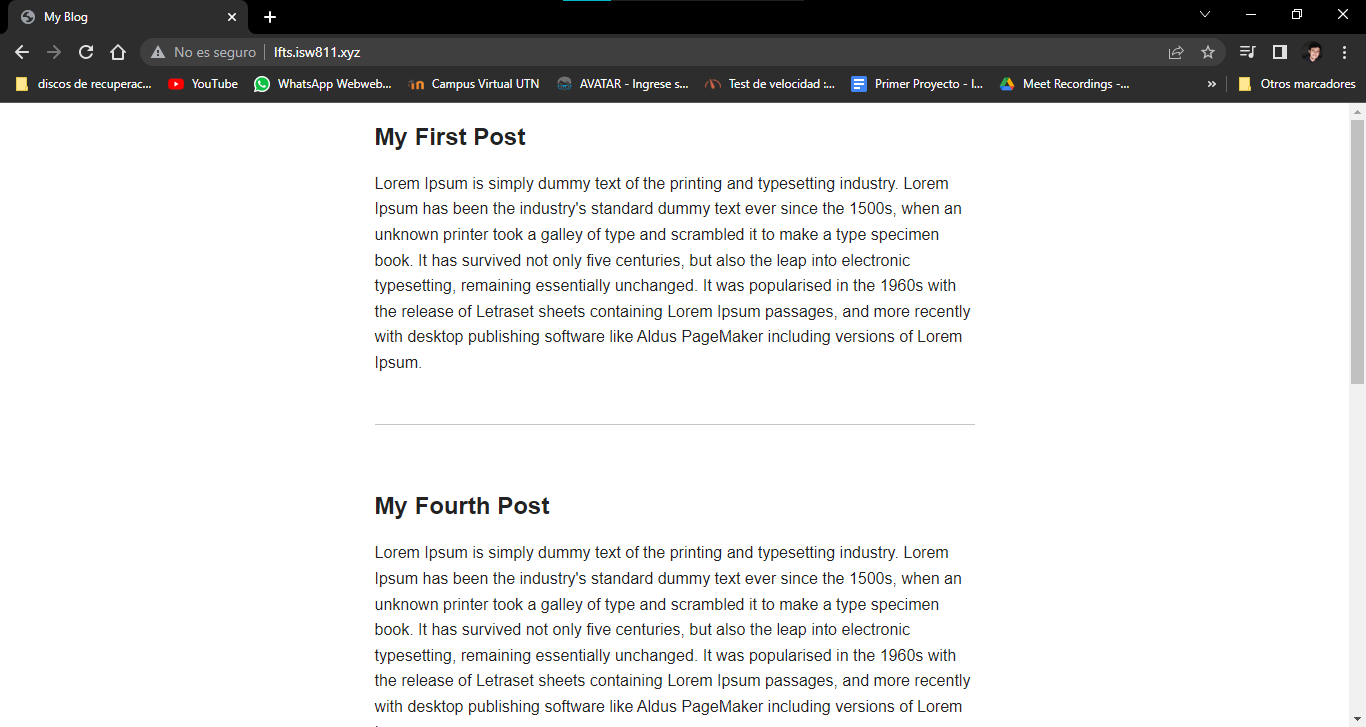 My Blog
No es seguro lfts.isw811.xyz
discos de recuperac... YouTube WhatsApp Webweb... Campus Virtual UTN AVATAR - Ingrese s... Test de velocidad :... Primer Proyecto - I... Meet Recordings -... » Otros marcadores
My First Post
Lorem Ipsum is simply dummy text of the printing and typesetting industry. Lorem
Ipsum has been the industry's standard dummy text ever since the 1500s, when an
unknown printer took a galley of type and scrambled it to make a type specimen
book. It has survived not only five centuries, but also the leap into electronic
typesetting, remaining essentially unchanged. It was popularised in the 1960s with
the release of Letraset sheets containing Lorem Ipsum passages, and more recently
with desktop publishing software like Aldus PageMaker including versions of Lorem
Ipsum.
My Fourth Post
Lorem Ipsum is simply dummy text of the printing and typesetting industry. Lorem
Ipsum has been the industry's standard dummy text ever since the 1500s, when an
unknown printer took a galley of type and scrambled it to make a type specimen
book. It has survived not only five centuries, but also the leap into electronic
typesetting, remaining essentially unchanged. It was popularised in the 1960s with
the release of Letraset sheets containing Lorem Ipsum passages, and more recently
with desktop publishing software like Aldus PageMaker including versions of Lorem